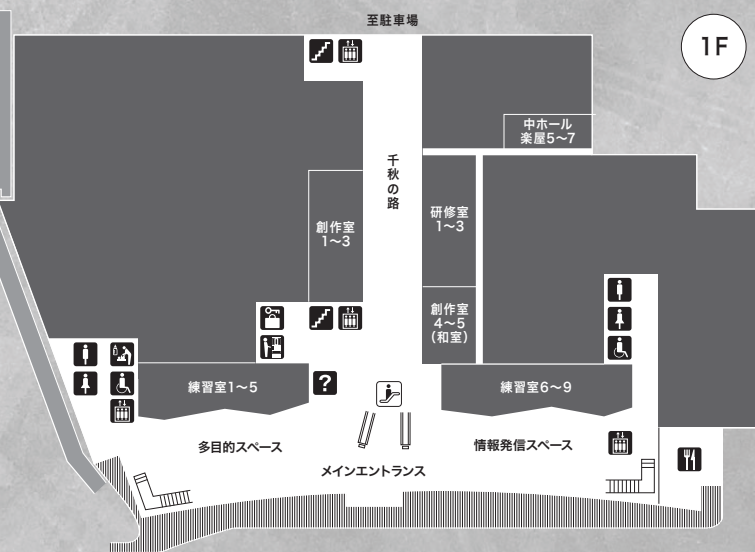 至駐車場
1F
中ホール
楽屋5〜7
千秋の路
創作室
1〜3
研修室
1〜3
創作室
4〜5
（和室）
練習室1〜5
?
練習室6〜9
多目的スペース
情報発信スペース
メインエントランス